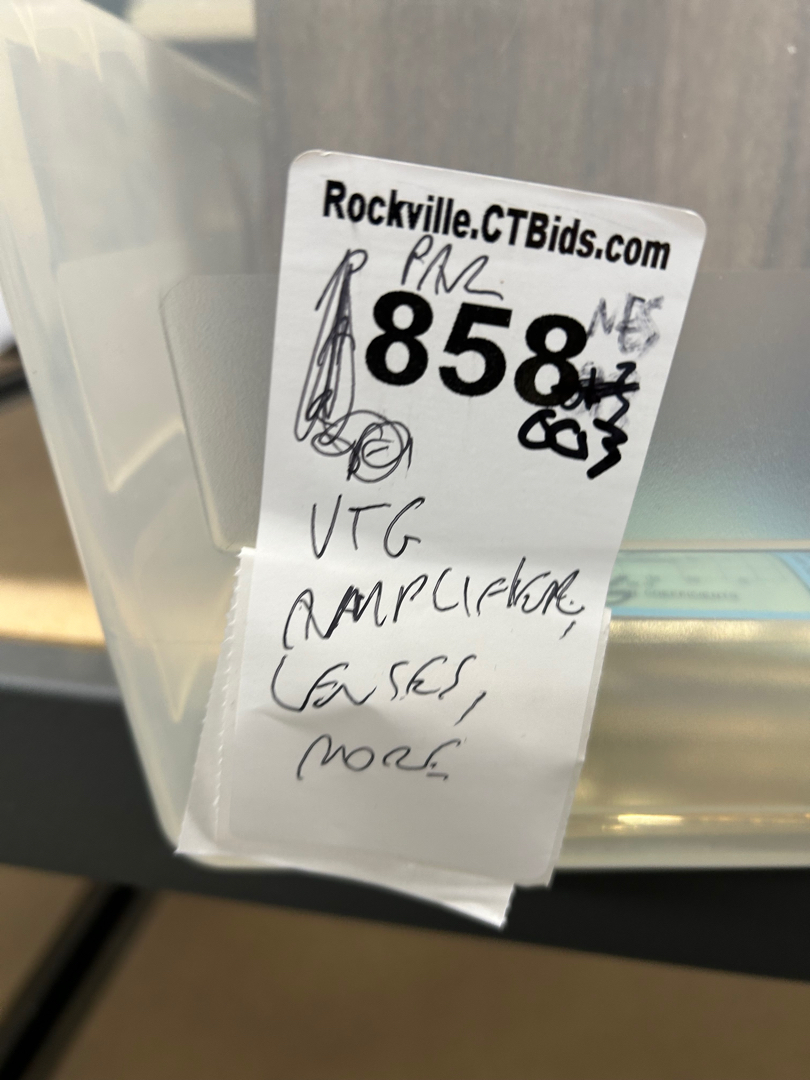 Rockville.CTBids.com
858
VTG
AMPLIFIER,
LENSES,
MORE